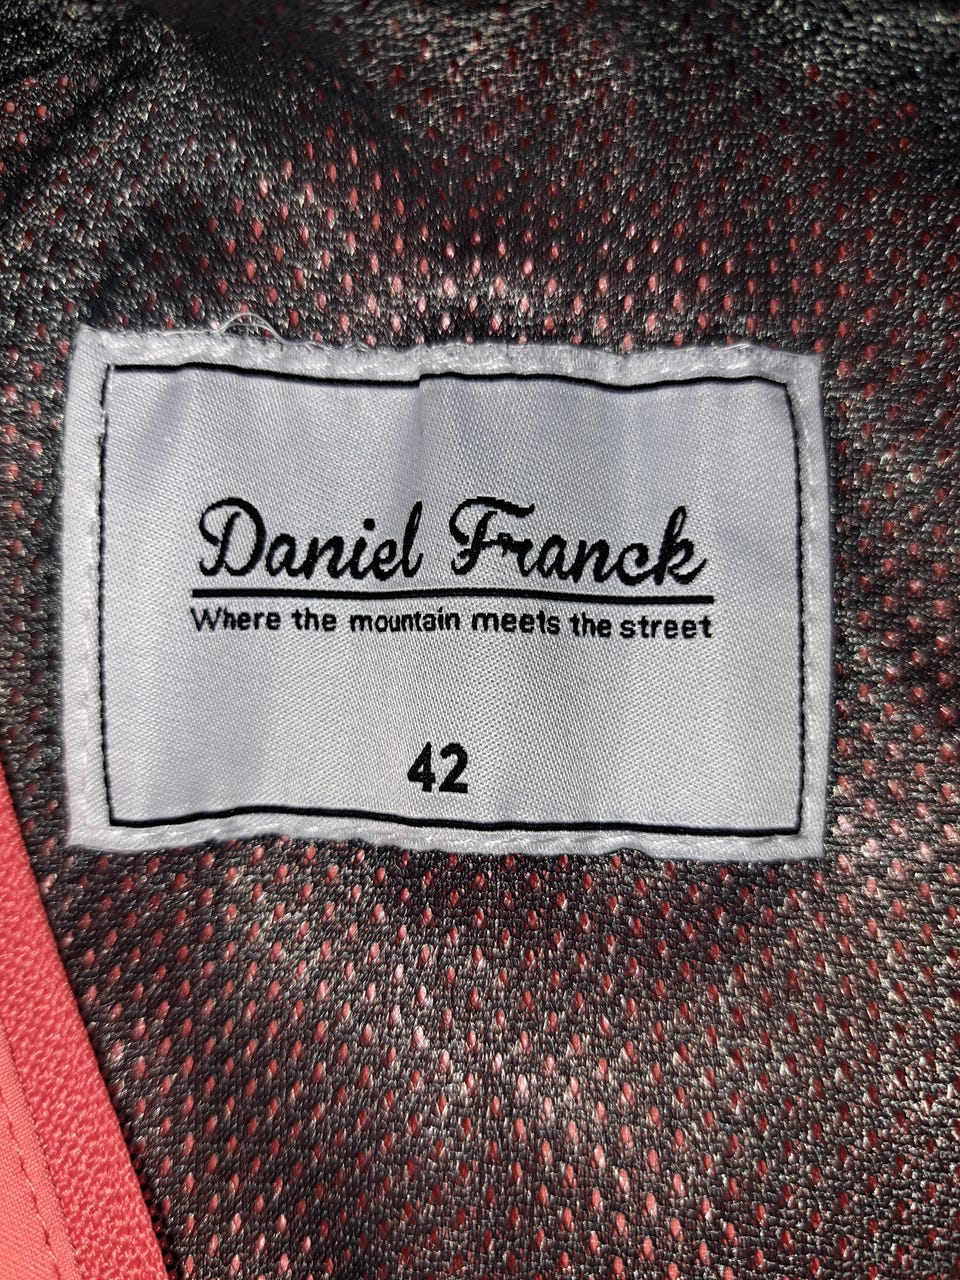 Daniel Franck
Where the mountain meets the street
42